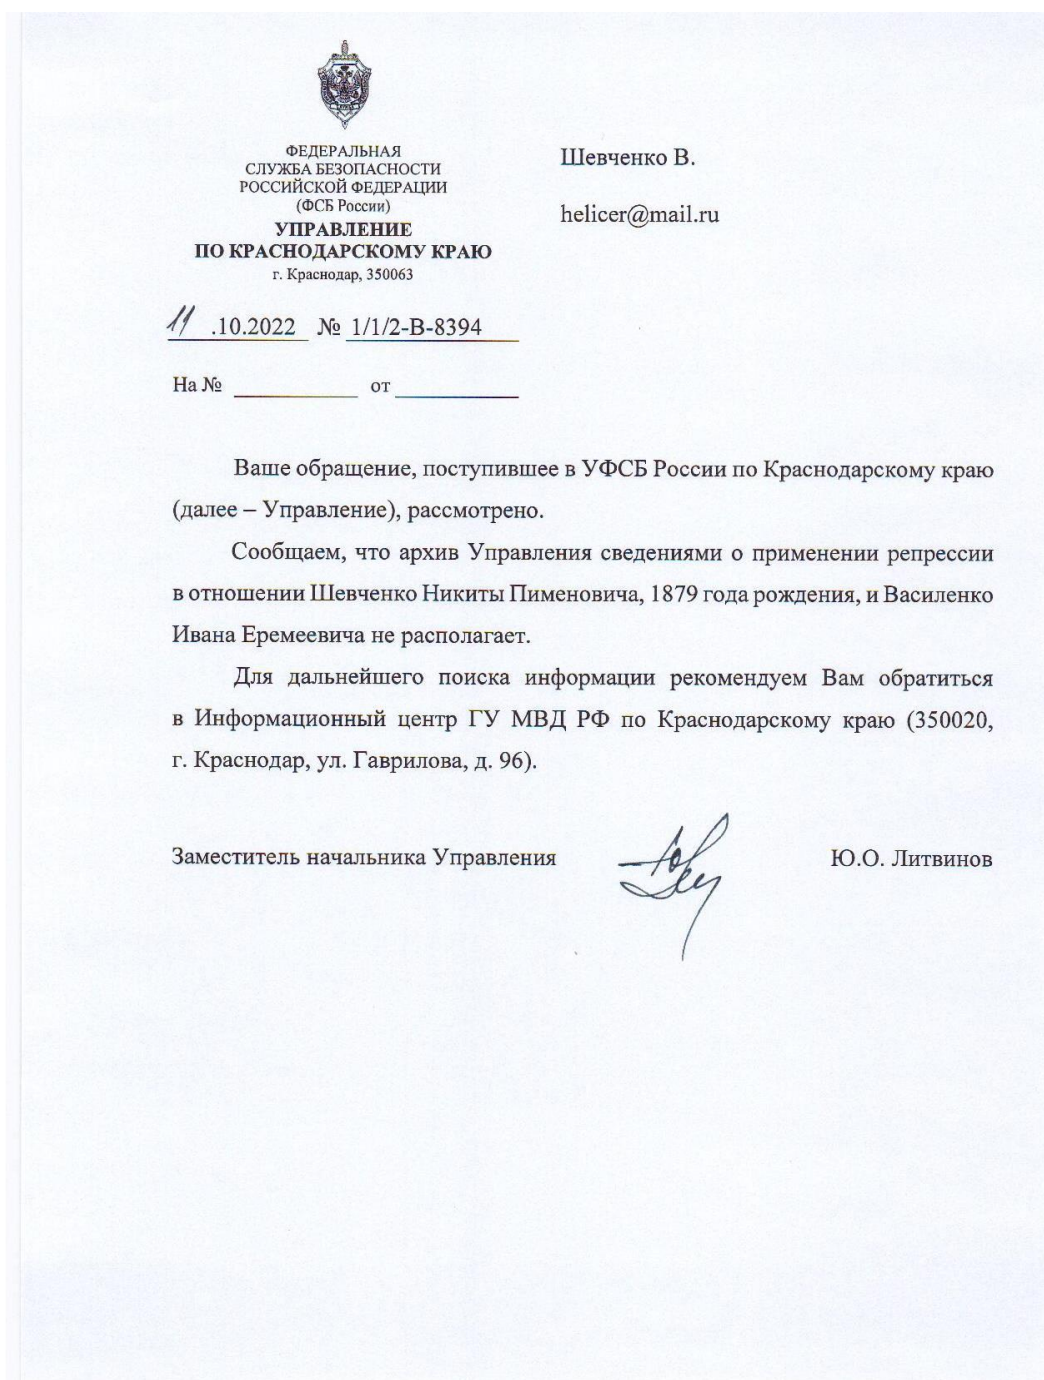 ФЕДЕРАЛЬНАЯ
СЛУЖБА БЕЗОПАСНОСТИ
РОССИЙСКОЙ ФЕДЕРАЦИИ
(ФСБ России)
УПРАВЛЕНИЕ
ПО КРАСНОДАРСКОМУ КРАЮ
г. Краснодар, 350063
11 .10.2022 № 1/1/2-В-8394
На № от
Шевченко В.
helicer@mail.ru
Ваше обращение, поступившее в УФСБ России по Краснодарскому краю
(далее – Управление), рассмотрено.
Сообщаем, что архив Управления сведениями о применении репрессии
в отношении Шевченко Никиты Пименовича, 1879 года рождения, и Василенко
Ивана Еремеевича не располагает.
Для дальнейшего поиска информации рекомендуем Вам обратиться
в Информационный центр ГУ МВД РФ по Краснодарскому краю (350020,
г. Краснодар, ул. Гаврилова, д. 96).
Заместитель начальника Управления Ю.О. Литвинов